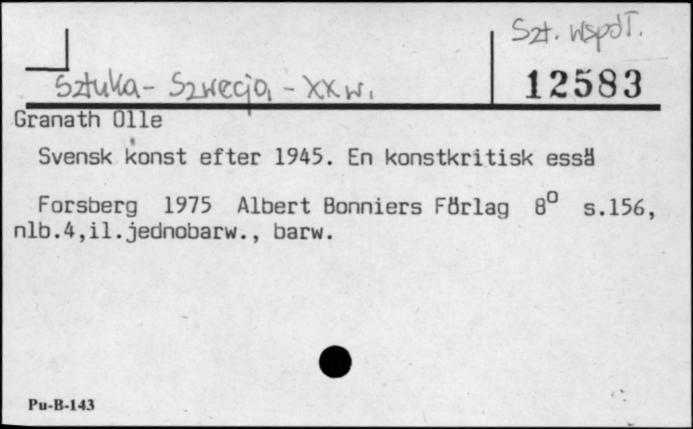 Szt. współ.
Sztuka - Szwecja, - XX w.
12583
Granath Olle
Svensk konst efter 1945. En konstkritisk essä
Forsberg 1975 Albert Bonniers Förlag 8° s.156,
nlb.4,il.jednobarw., barw.
Pu-B-143